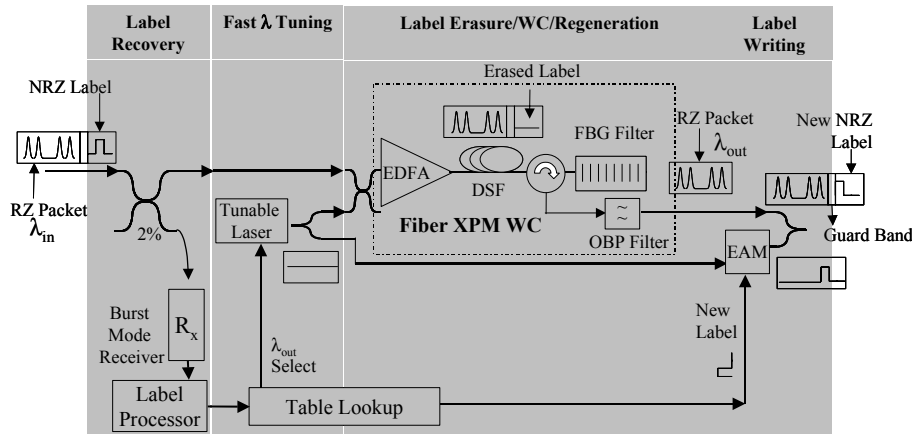 Label
Recovery
Fast λ Tuning
Label Erasure/WC/Regeneration
Label
Writing
NRZ Label
Erased Label
FBG Filter
RZ Packet
λout
New NRZ
Label
EDFA
DSF
RZ Packet
λin
2%
Tunable
Laser
Fiber XPM WC
~
~
OBP Filter
Guard Band
EAM
Burst
Mode
Receiver
Rx
λout
Select
New
Label
Label
Processor
Table Lookup